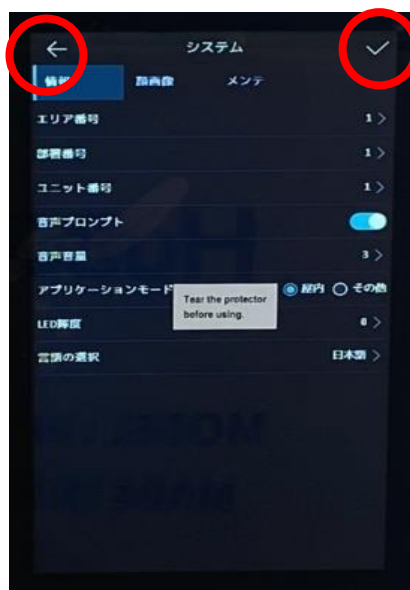 システム
情報 顔画像 メンテ
エリア番号 1
部署番号 1
ユニット番号 1
音声プロンプト
音声音量 3
アプリケーションモード 屋内 その他
Tear the protector
before using.
LED輝度 0
言語の選択 日本語